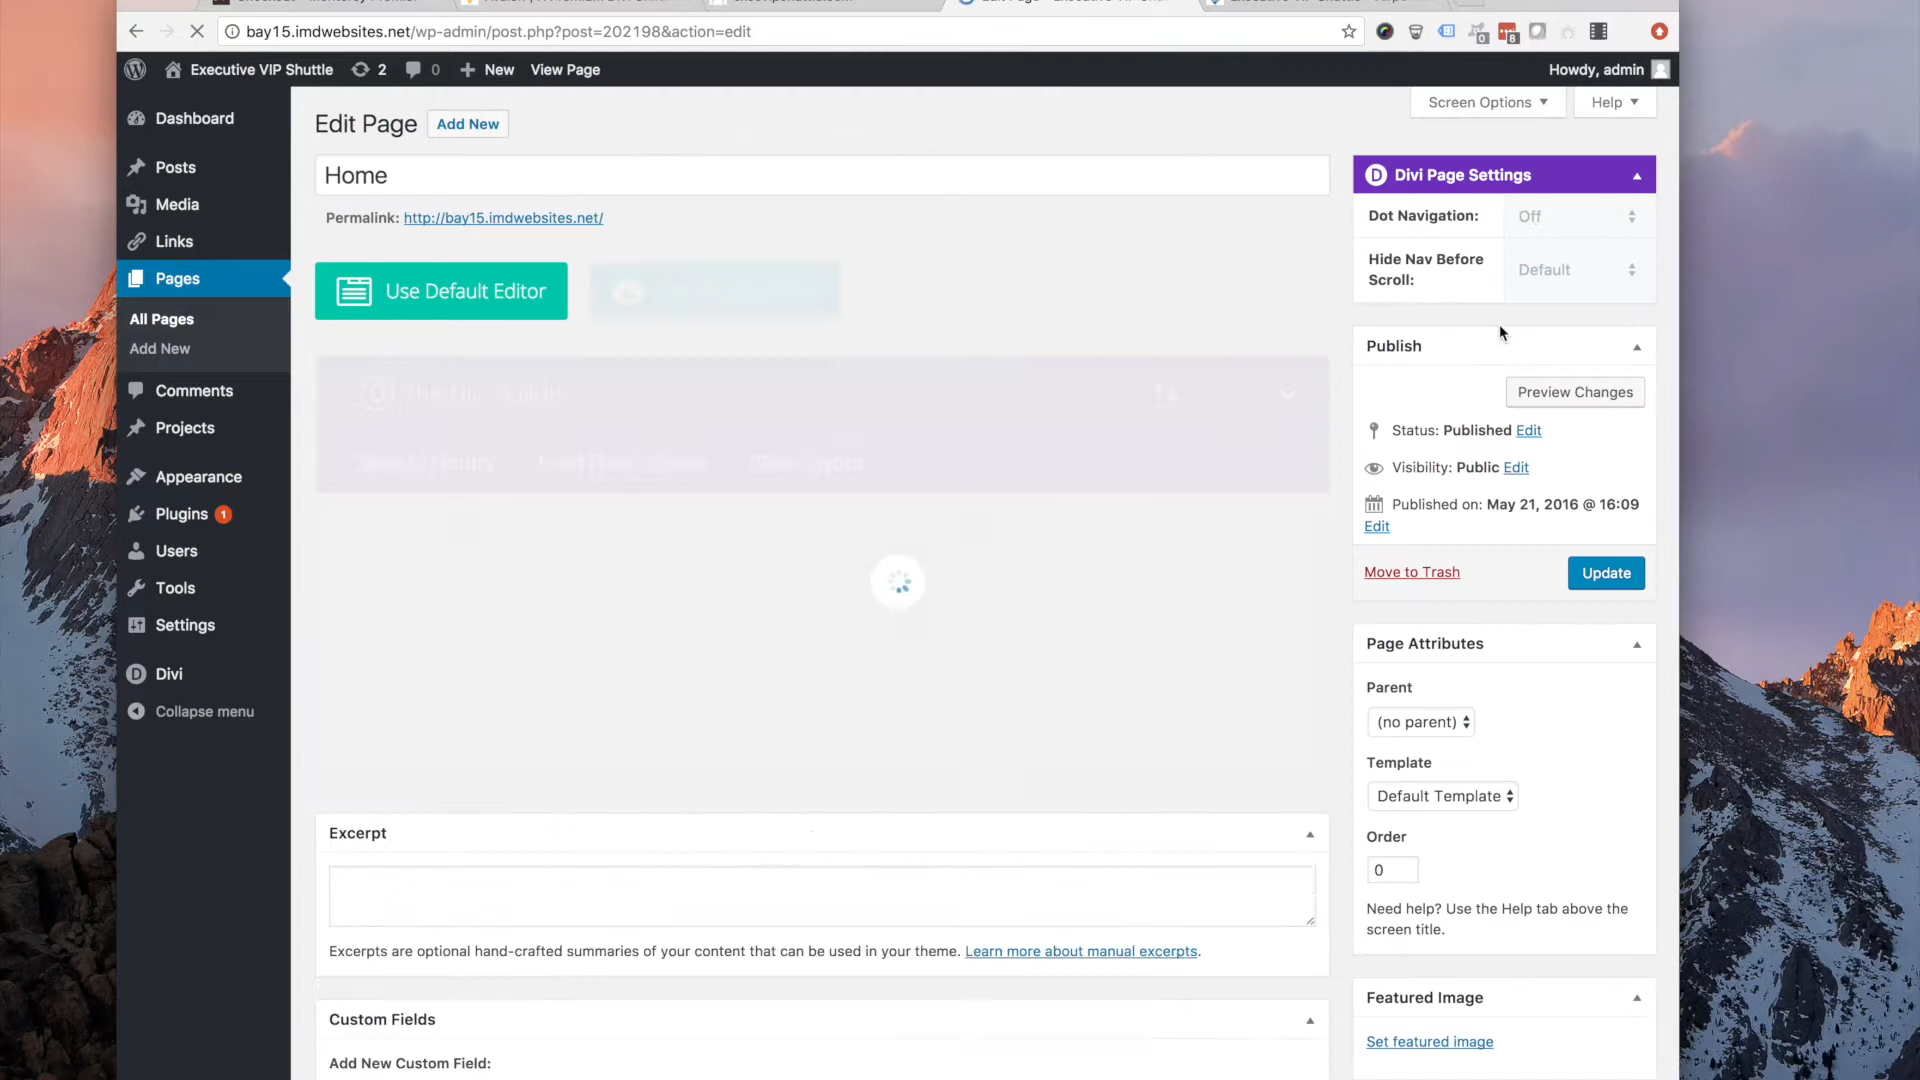 bay15.imdwebsites.net/wp-admin/post.php?post=202198&action=edit
0
8
Executive VIP Shuttle
2
0
New
View Page
Howdy, admin
Screen Options
Help
Dashboard
Posts
Media
Links
Pages
All Pages
Add New
Comments
Projects
Appearance
Plugins 1
Users
Tools
Settings
Divi
Collapse menu
Edit Page
Add New
Home
Permalink: http://bay15.imdwebsites.net/
Use Default Editor
Excerpt
Excerpts are optional hand-crafted summaries of your content that can be used in your theme. Learn more about manual excerpts.
Custom Fields
Add New Custom Field:
D Divi Page Settings
Dot Navigation: Off
Hide Nav Before
Scroll:
Default
Publish
Preview Changes
Status: Published Edit
Visibility: Public Edit
Published on: May 21, 2016 @ 16:09
Edit
Move to Trash
Update
Page Attributes
Parent
(no parent)
Template
Default Template
Order
0
Need help? Use the Help tab above the
screen title.
Featured Image
Set featured image